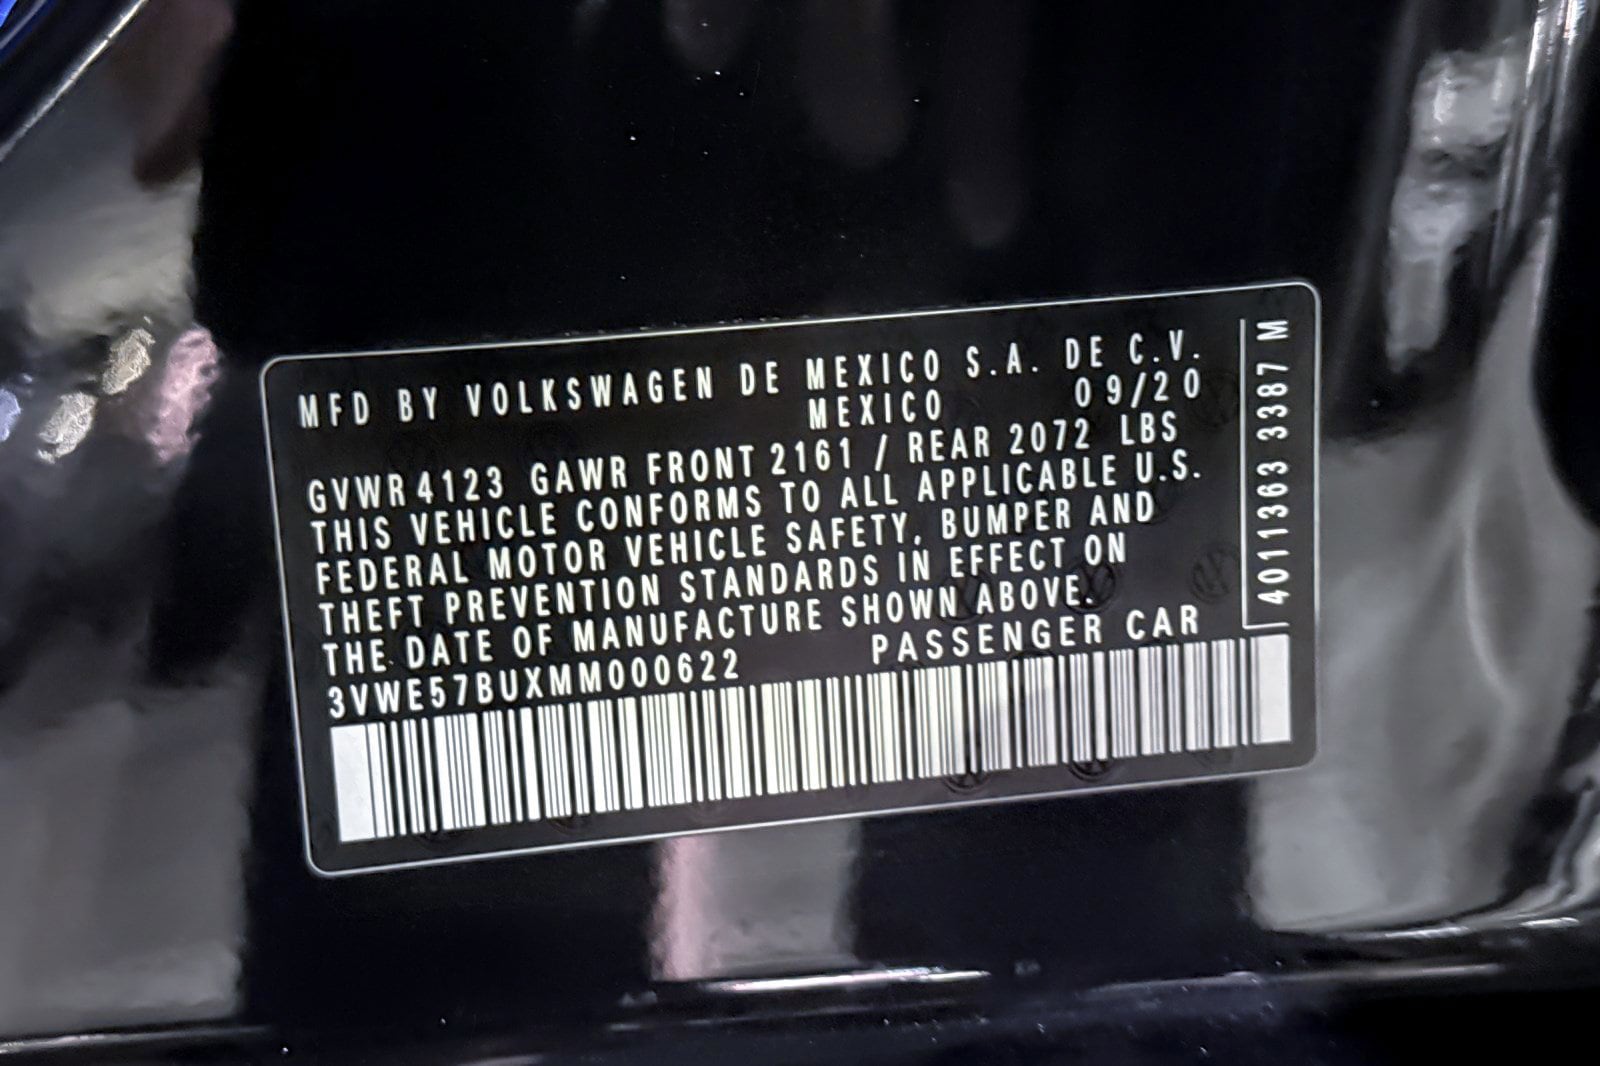 MFD BY VOLKSWAGEN DE MEXICO S.A. DE C.V.
MEXICO 09/20
GVWR 4123 GAWR FRONT 2161 / REAR 2072 LBS
THIS VEHICLE CONFORMS TO ALL APPLICABLE U.S.
FEDERAL MOTOR VEHICLE SAFETY, BUMPER AND
THEFT PREVENTION STANDARDS IN EFFECT ON
THE DATE OF MANUFACTURE SHOWN ABOVE.
3VWE57BUXMM000622 PASSENGER CAR
4011363 3387 M